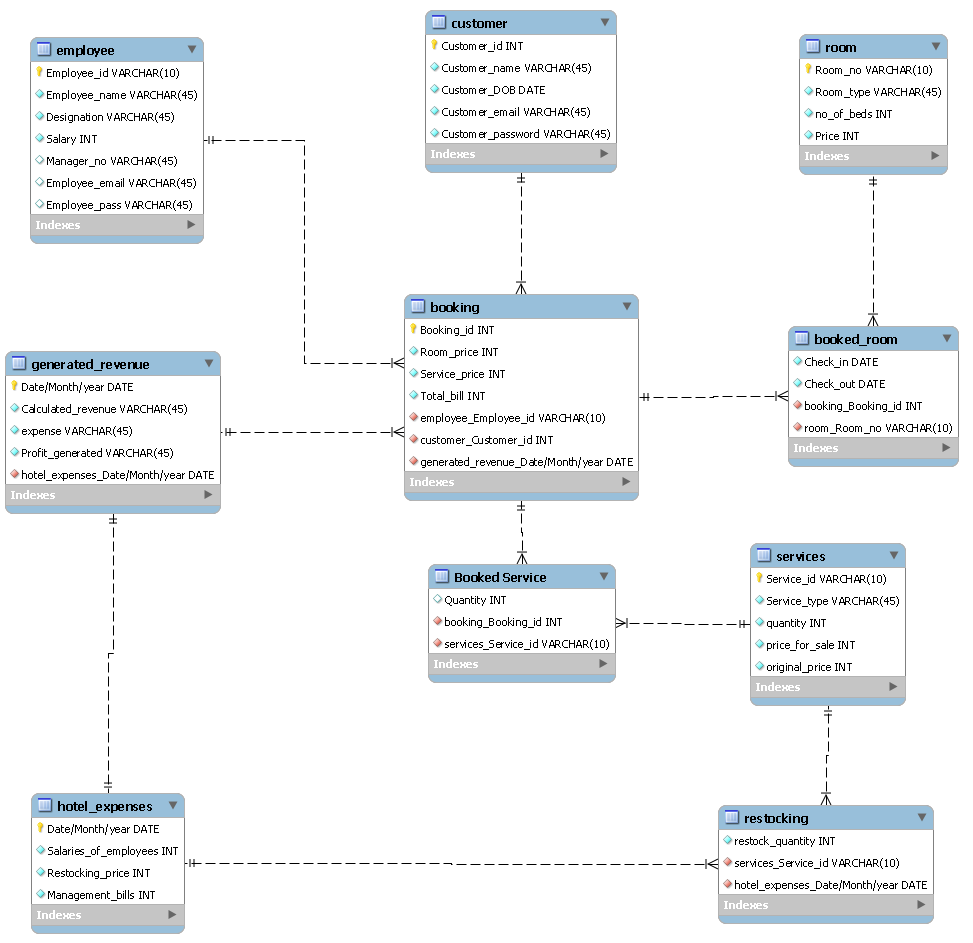 customer
Customer_id INT
Customer_name VARCHAR(45)
Customer_DOB DATE
Customer_email VARCHAR(45)
Customer_password VARCHAR(45)
Indexes
employee
Employee_id VARCHAR(10)
Employee_name VARCHAR(45)
Designation VARCHAR(45)
Salary INT
Manager_no VARCHAR(45)
Employee_email VARCHAR(45)
Employee_pass VARCHAR(45)
Indexes
room
Room_no VARCHAR(10)
Room_type VARCHAR(45)
no_of_beds INT
Price INT
Indexes
booking
Booking_id INT
Room_price INT
Service_price INT
Total_bill INT
employee_Employee_id VARCHAR(10)
customer_Customer_id INT
generated_revenue_Date/Month/year DATE
Indexes
booked_room
Check_in DATE
Check_out DATE
booking_Booking_id INT
room_Room_no VARCHAR(10)
Indexes
generated_revenue
Date/Month/year DATE
Calculated_revenue VARCHAR(45)
expense VARCHAR(45)
Profit_generated VARCHAR(45)
hotel_expenses_Date/Month/year DATE
Indexes
Booked Service
Quantity INT
booking_Booking_id INT
services_Service_id VARCHAR(10)
Indexes
services
Service_id VARCHAR(10)
Service_type VARCHAR(45)
quantity INT
price_for_sale INT
original_price INT
Indexes
hotel_expenses
Date/Month/year DATE
Salaries_of_employees INT
Restocking_price INT
Management_bills INT
Indexes
restocking
restock_quantity INT
services_Service_id VARCHAR(10)
hotel_expenses_Date/Month/year DATE
Indexes